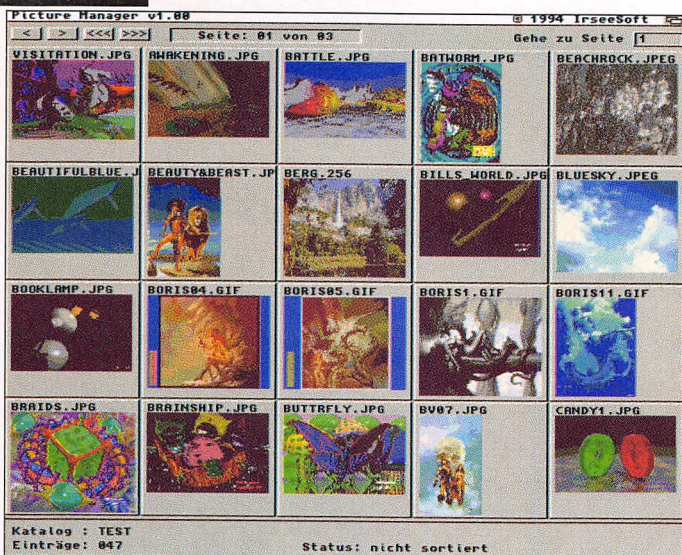 Picture Manager v1.00 © 1994 IrseeSoft
< > <<< >>> Seite: 01 von 03 Gehe zu Seite 1
VISITATION.JPG AWAKENING.JPG BATTLE.JPG BATWORM.JPG BEACHROCK.JPEG
BEAUTIFULBLUE.J BEAUTY&BEAST.JP BERG.256 BILLS_WORLD.JPG BLUESKY.JPEG
BOOKLAMP.JPG BORIS04.GIF BORIS05.GIF BORIS1.GIF BORIS11.GIF
BRAIDS.JPG BRAINSHIP.JPG BUTTRFLY.JPG BV07.JPG CANDY1.JPG
Katalog : TEST
Einträge: 047 Status: nicht sortiert